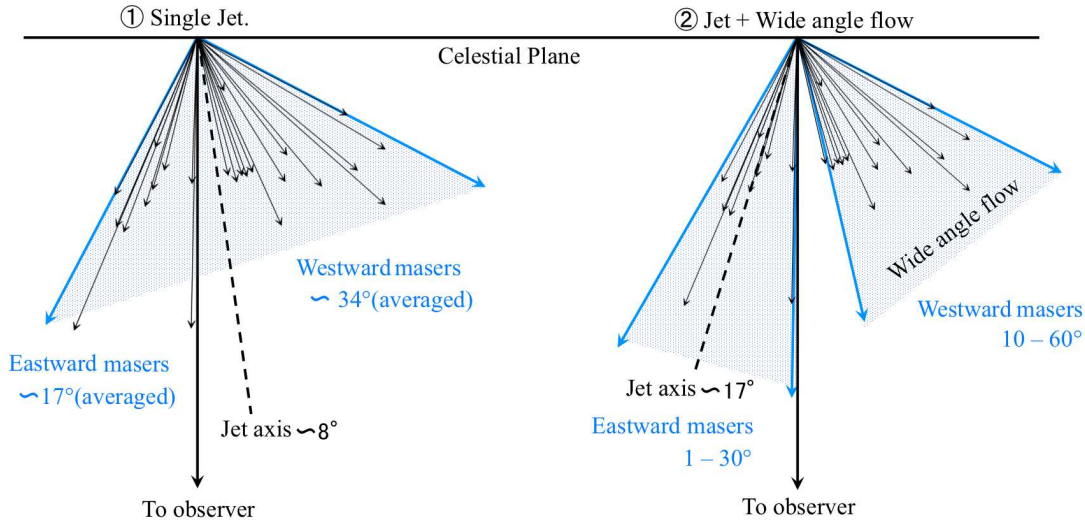 ① Single Jet.
② Jet + Wide angle flow
Celestial Plane
Westward masers
∽ 34°(averaged)
Eastward masers
∽17°(averaged)
Jet axis ∽8°
To observer
Wide angle flow
Westward masers
10 – 60°
Jet axis ∽17°
Eastward masers
1 – 30°
To observer